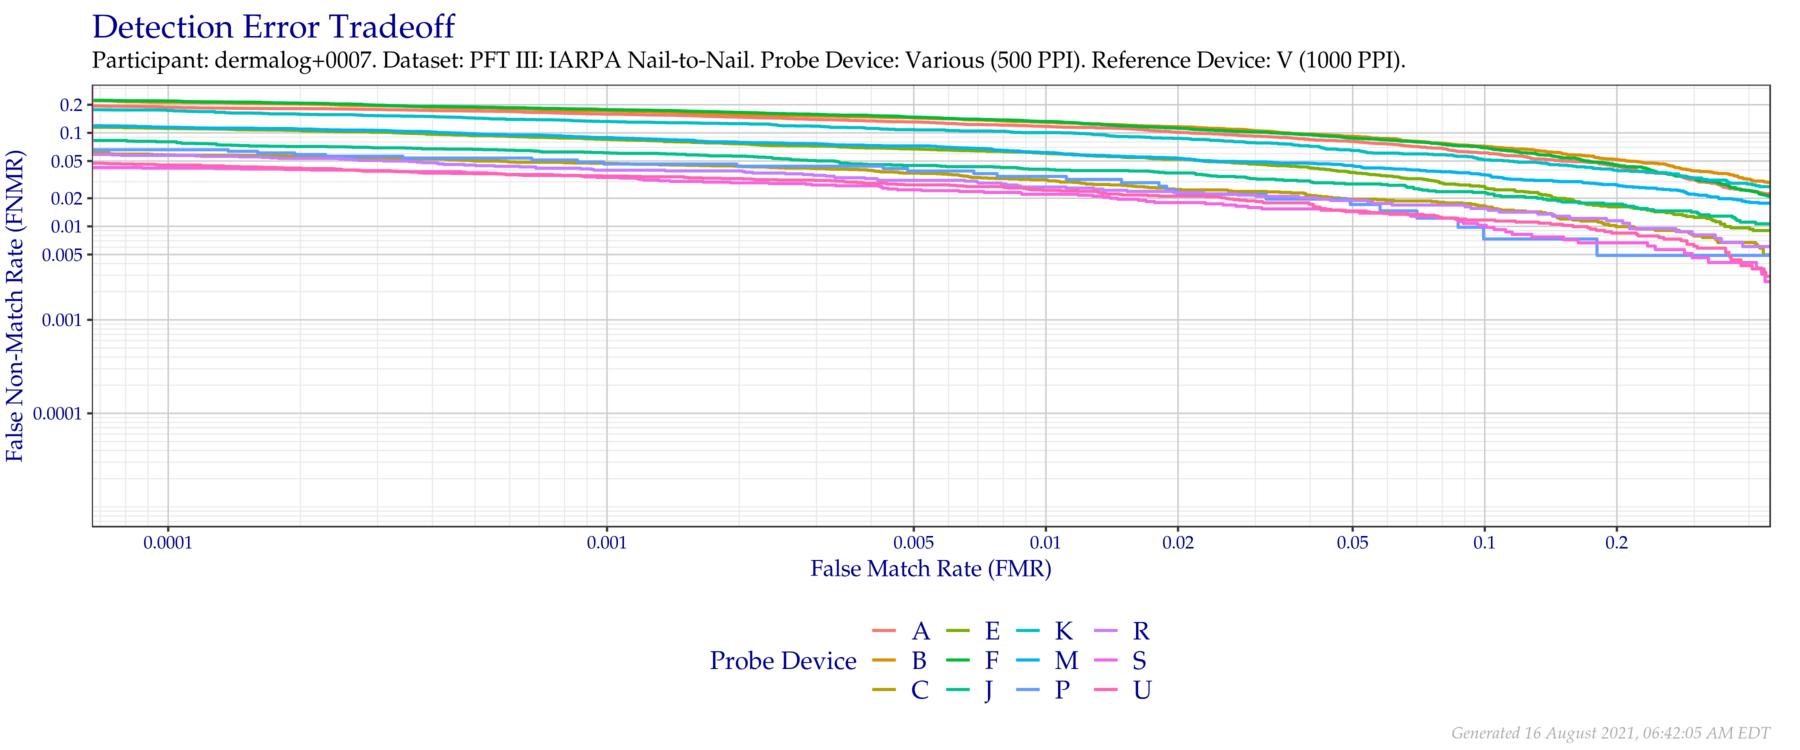 Detection Error Tradeoff
Participant: dermalog+0007. Dataset: PFT III: IARPA Nail-to-Nail. Probe Device: Various (500 PPI). Reference Device: V (1000 PPI).
False Non-Match Rate (FNMR)
0.2
0.1
0.05
0.02
0.01
0.005
0.001
0.0001
0.0001 0.001 0.005 0.01 0.02 0.05 0.1 0.2
False Match Rate (FMR)
Probe Device
A E K R
B F M S
C J P U
Generated 16 August 2021, 06:42:05 AM EDT